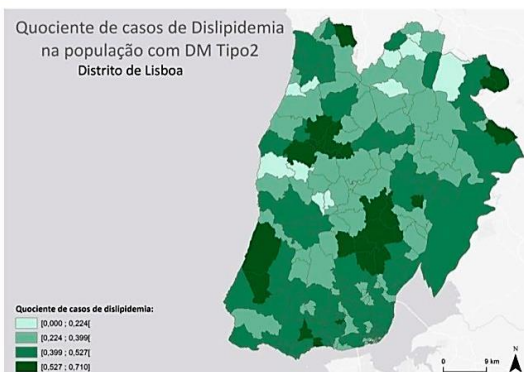 Quociente de casos de Dislipidemia
na população com DM Tipo2
Distrito de Lisboa
Quociente de casos de dislipidemia:
[0,000 ; 0,224[
[0,224 ; 0,399[
[0,399 ; 0,527[
[0,527 ; 0,710]
0 9 km
N